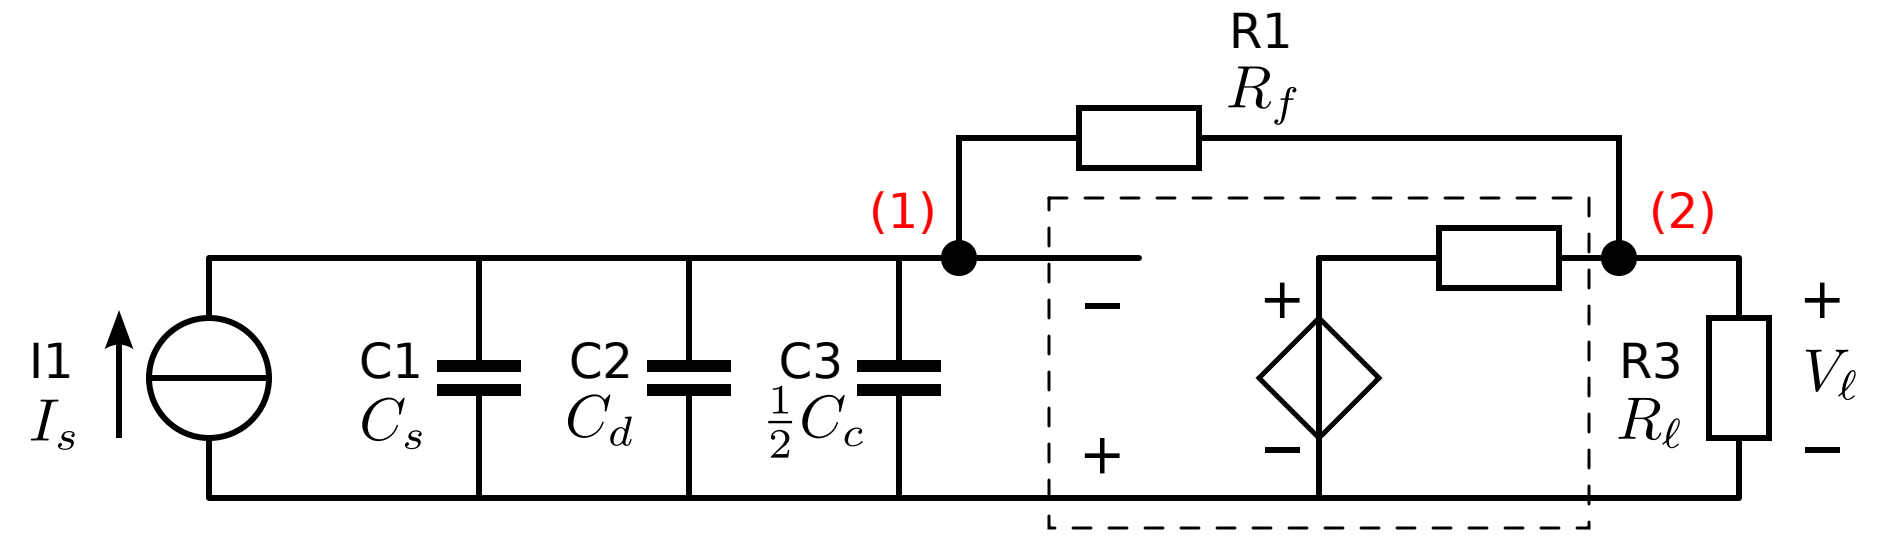 R1
R_f
(1)
(2)
I1
I_s
C1
C_s
C2
C_d
C3
½C_c
−
+
+
−
R3
R_ℓ
+
V_ℓ
−